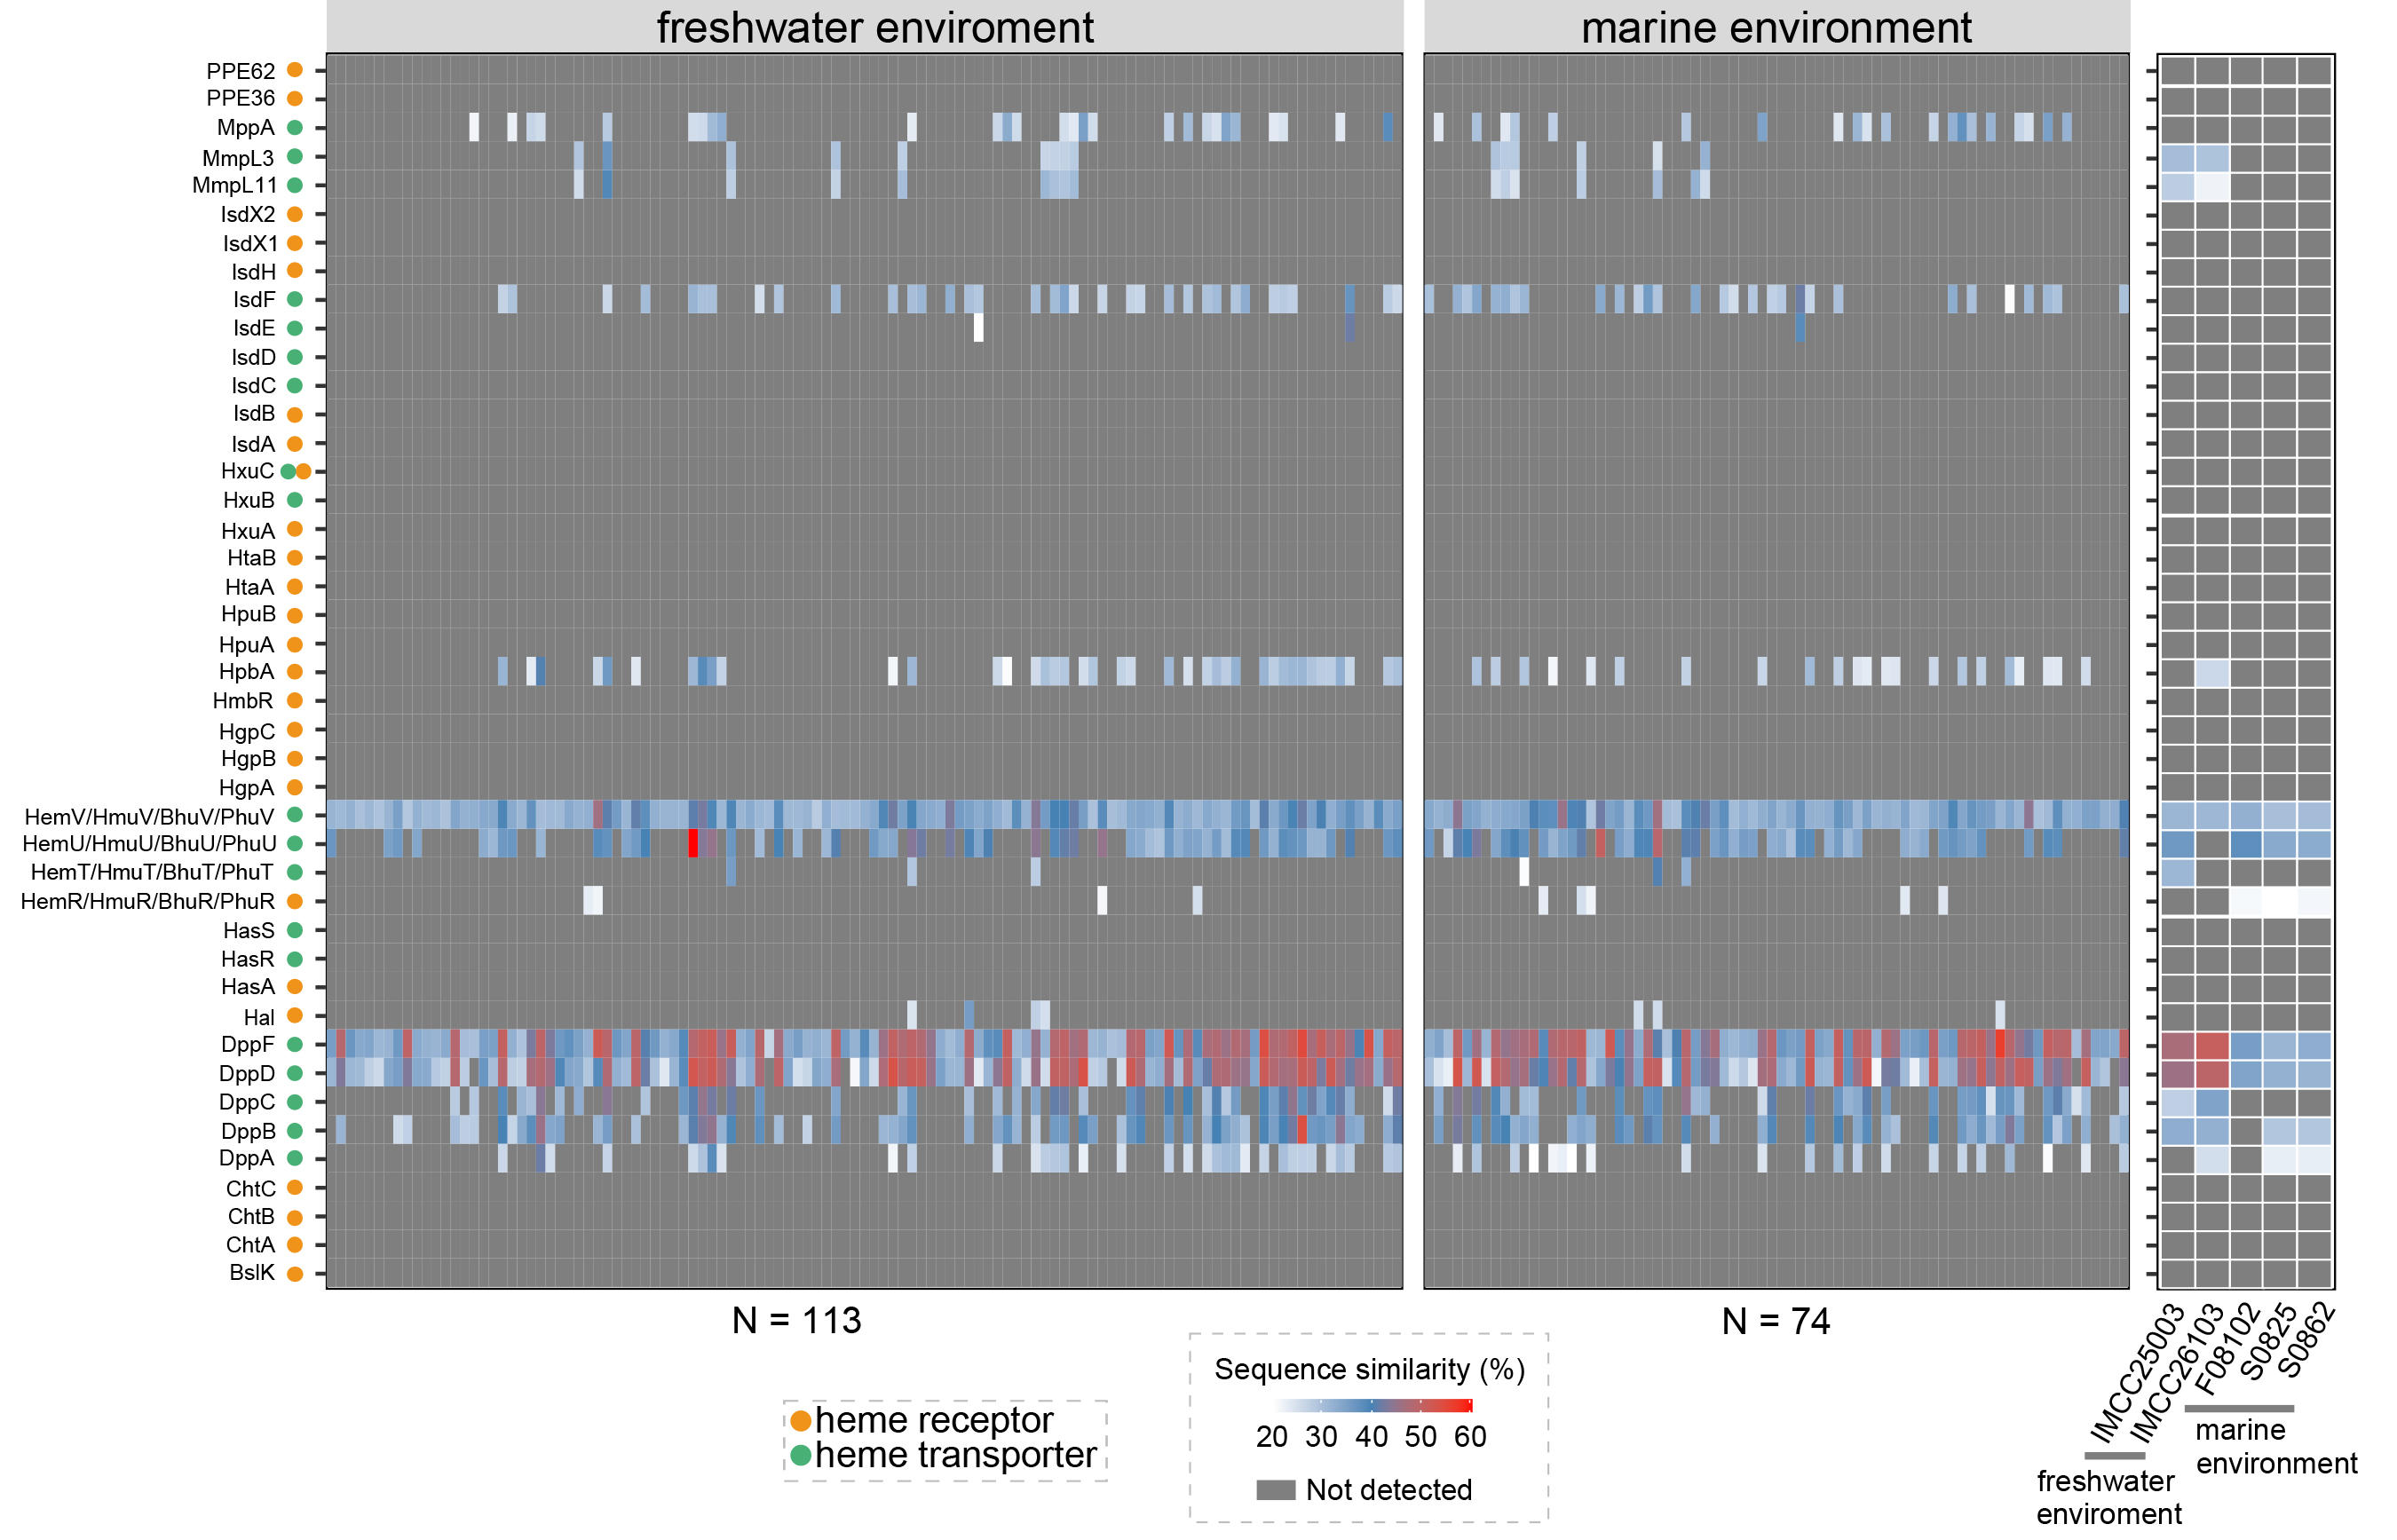 freshwater enviroment
marine environment
PPE62
PPE36
MppA
MmpL3
MmpL11
IsdX2
IsdX1
IsdH
IsdF
IsdE
IsdD
IsdC
IsdB
IsdA
HxuC
HxuB
HxuA
HtaB
HtaA
HpuB
HpuA
HpbA
HmbR
HgpC
HgpB
HgpA
HemV/HmuV/BhuV/PhuV
HemU/HmuU/BhuU/PhuU
HemT/HmuT/BhuT/PhuT
HemR/HmuR/BhuR/PhuR
HasS
HasR
HasA
Hal
DppF
DppD
DppC
DppB
DppA
ChtC
ChtB
ChtA
BslK
N = 113
N = 74
IMCC25003
IMCC26103
F08102
S0825
S0862
marine
environment
freshwater
enviroment
heme receptor
heme transporter
Sequence similarity (%)
20 30 40 50 60
Not detected